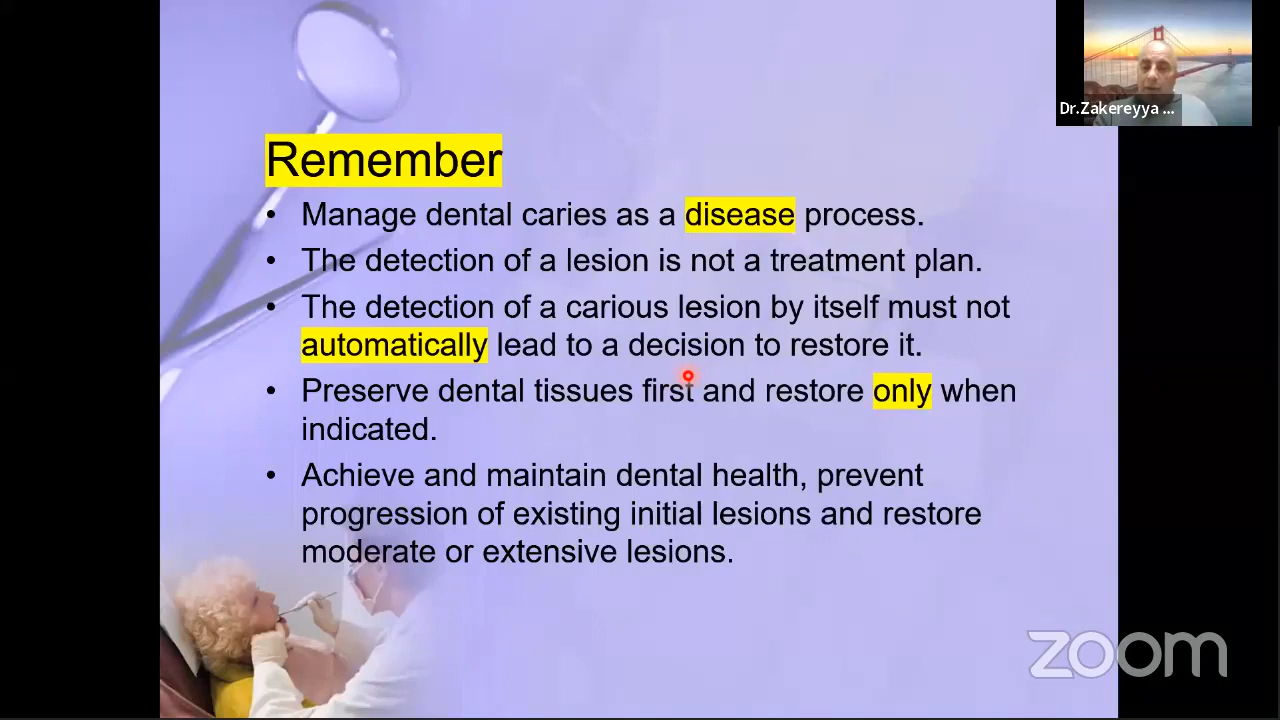 Dr.Zakereyya ...
Remember
• Manage dental caries as a disease process.
• The detection of a lesion is not a treatment plan.
• The detection of a carious lesion by itself must not
automatically lead to a decision to restore it.
• Preserve dental tissues first and restore only when
indicated.
• Achieve and maintain dental health, prevent
progression of existing initial lesions and restore
moderate or extensive lesions.
zoom